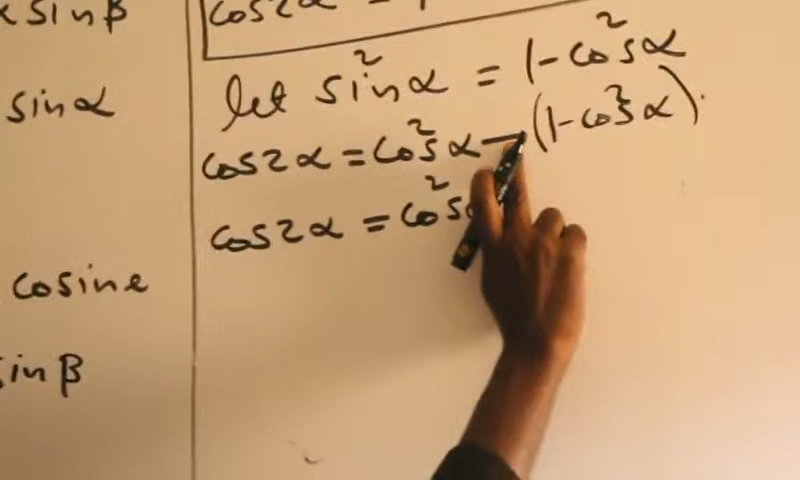 sinβ
sinα
cosine
sinβ
cos2α =
let sin²α = 1-cos²α
cos2α = cos²α - (1-cos²α).
cos2α = cos²